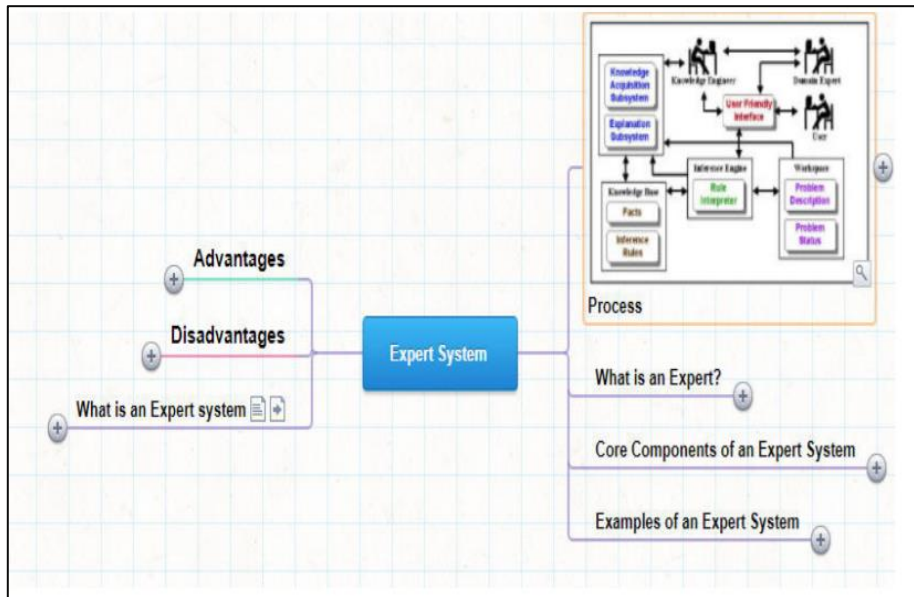 Knowledge Engineer
Domain Expert
Knowledge
Acquisition
Subsystem
User Friendly
Interface
User
Explanation
Subsystem
Inference Engine
Workspace
Rule
Interpreter
Problem
Description
Knowledge Base
Facts
Problem
Status
Inference
Rules
Process
Advantages
Disadvantages
What is an Expert system
Expert System
What is an Expert?
Core Components of an Expert System
Examples of an Expert System